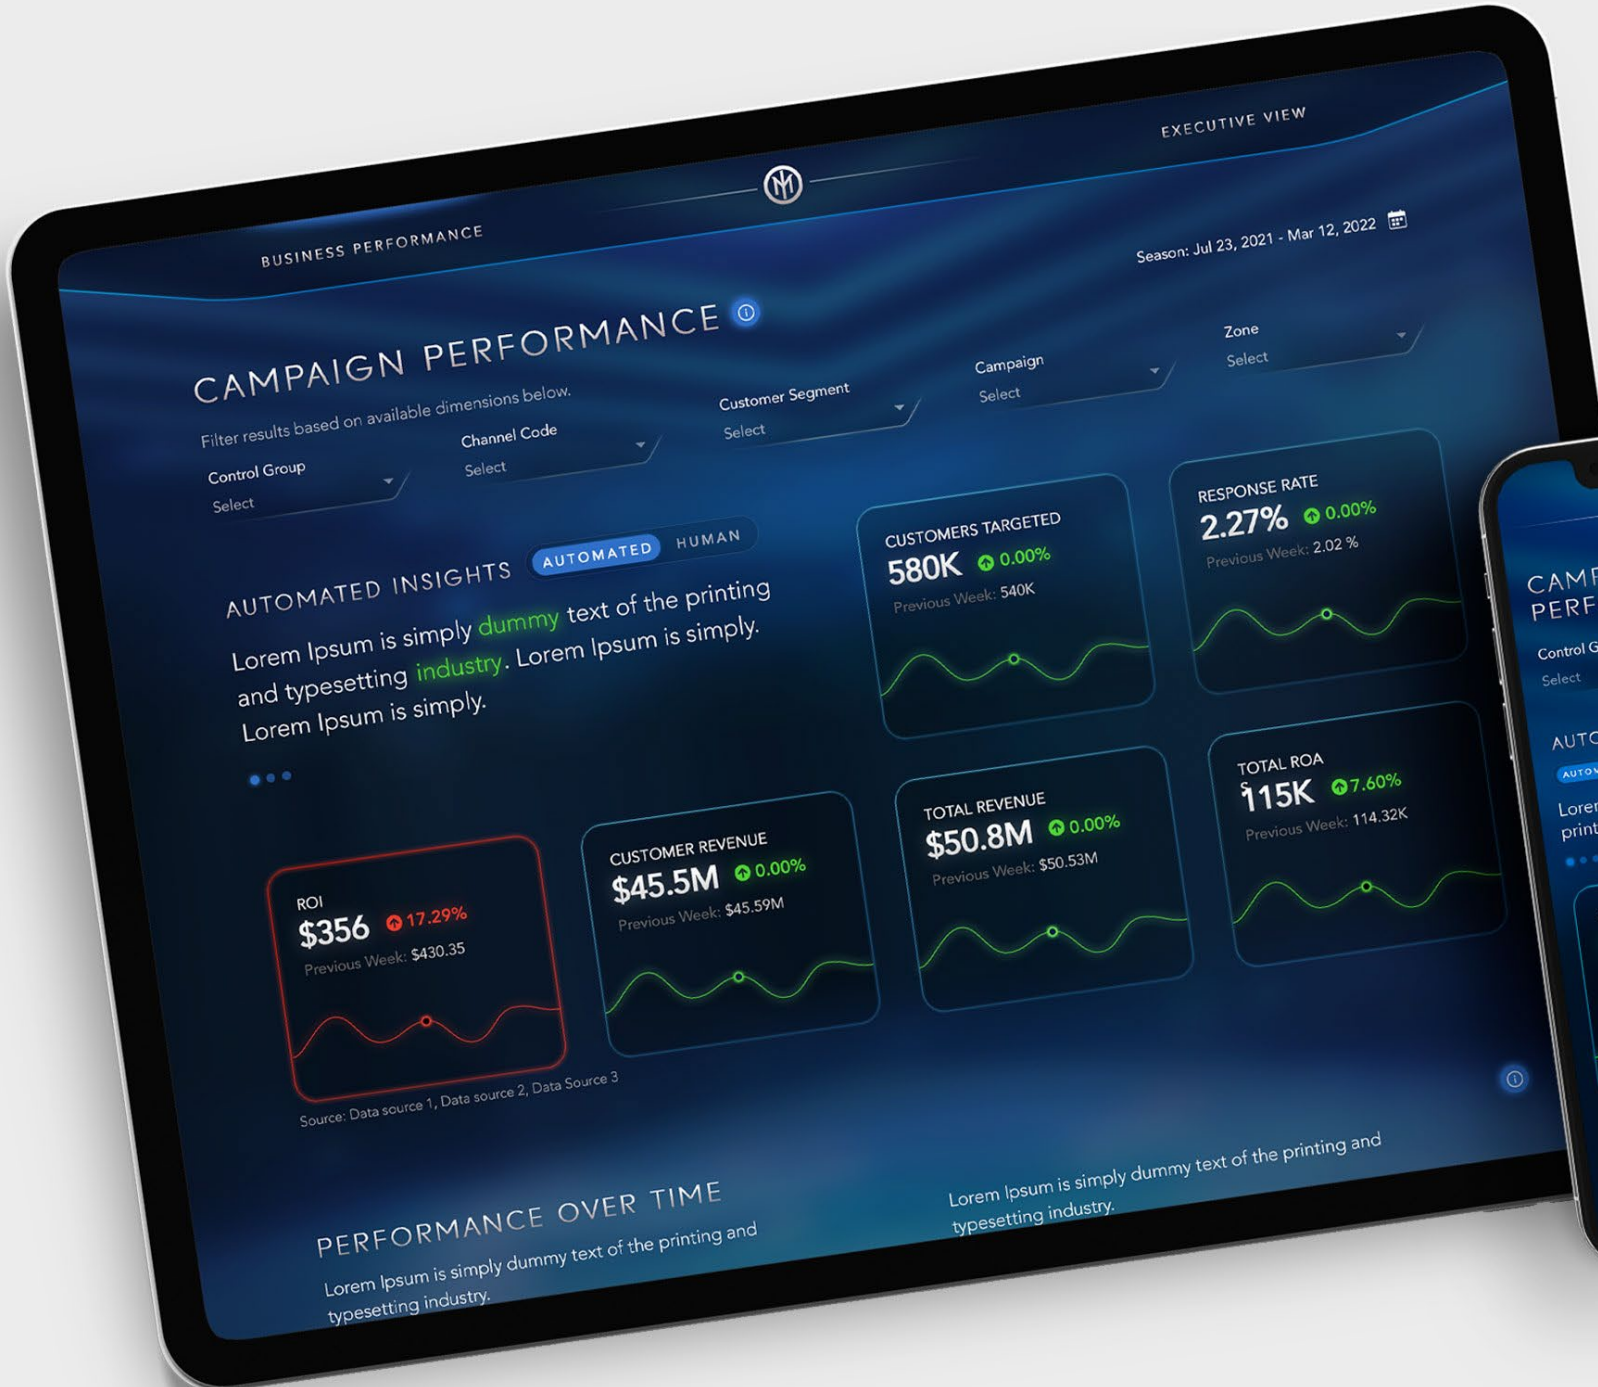 BUSINESS PERFORMANCE
EXECUTIVE VIEW
Season: Jul 23, 2021 - Mar 12, 2022
CAMPAIGN PERFORMANCE
Filter results based on available dimensions below.
Control Group
Select
Channel Code
Select
Customer Segment
Select
Campaign
Select
Zone
Select
AUTOMATED INSIGHTS
AUTOMATED
HUMAN
Lorem Ipsum is simply dummy text of the printing
and typesetting industry. Lorem Ipsum is simply.
Lorem Ipsum is simply.
CUSTOMERS TARGETED
580K 0.00%
Previous Week: 540K
RESPONSE RATE
2.27% 0.00%
Previous Week: 2.02 %
ROI
$356 17.29%
Previous Week: $430.35
CUSTOMER REVENUE
$45.5M 0.00%
Previous Week: $45.59M
TOTAL REVENUE
$50.8M 0.00%
Previous Week: $50.53M
TOTAL ROA
S
115K 7.60%
Previous Week: 114.32K
Source: Data source 1, Data source 2, Data Source 3
PERFORMANCE OVER TIME
Lorem Ipsum is simply dummy text of the printing and
typesetting industry.
Lorem Ipsum is simply dummy text of the printing and
typesetting industry.
CAMP
PERF
Control G
Select
AUTO
AUTOM
Lorem
print